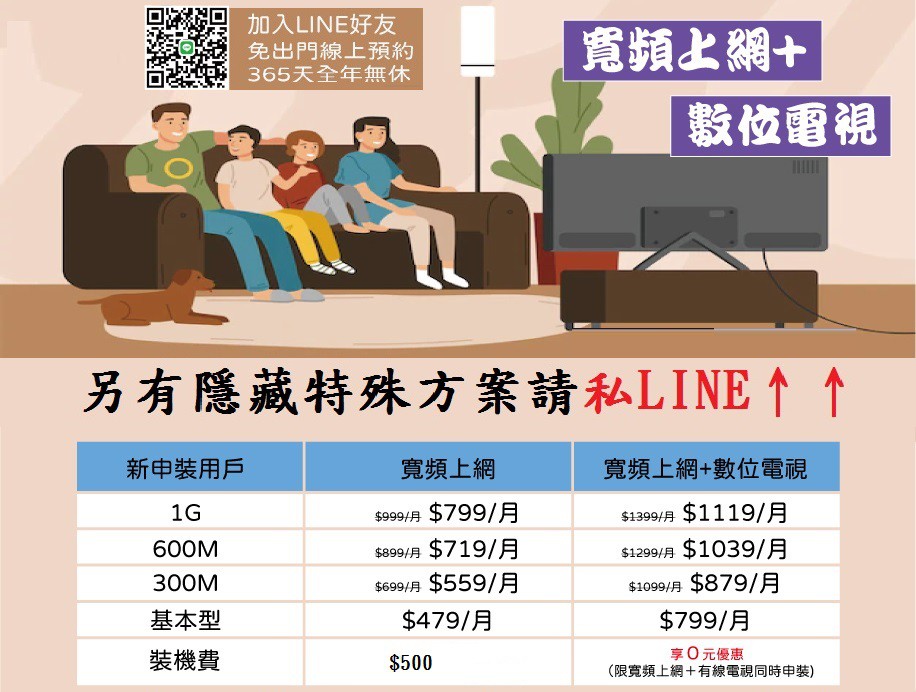 加入LINE好友
免出門線上預約
365天全年無休
寬頻上網+
數位電視
另有隱藏特殊方案請私LINE↑ ↑
新申裝用戶 寬頻上網 寬頻上網+數位電視
1G $999/月 $799/月 $1399/月 $1119/月
600M $899/月 $719/月 $1299/月 $1039/月
300M $699/月 $559/月 $1099/月 $879/月
基本型 $479/月 $799/月
裝機費 $500 享0元優惠
(限寬頻上網+有線電視同時申裝)